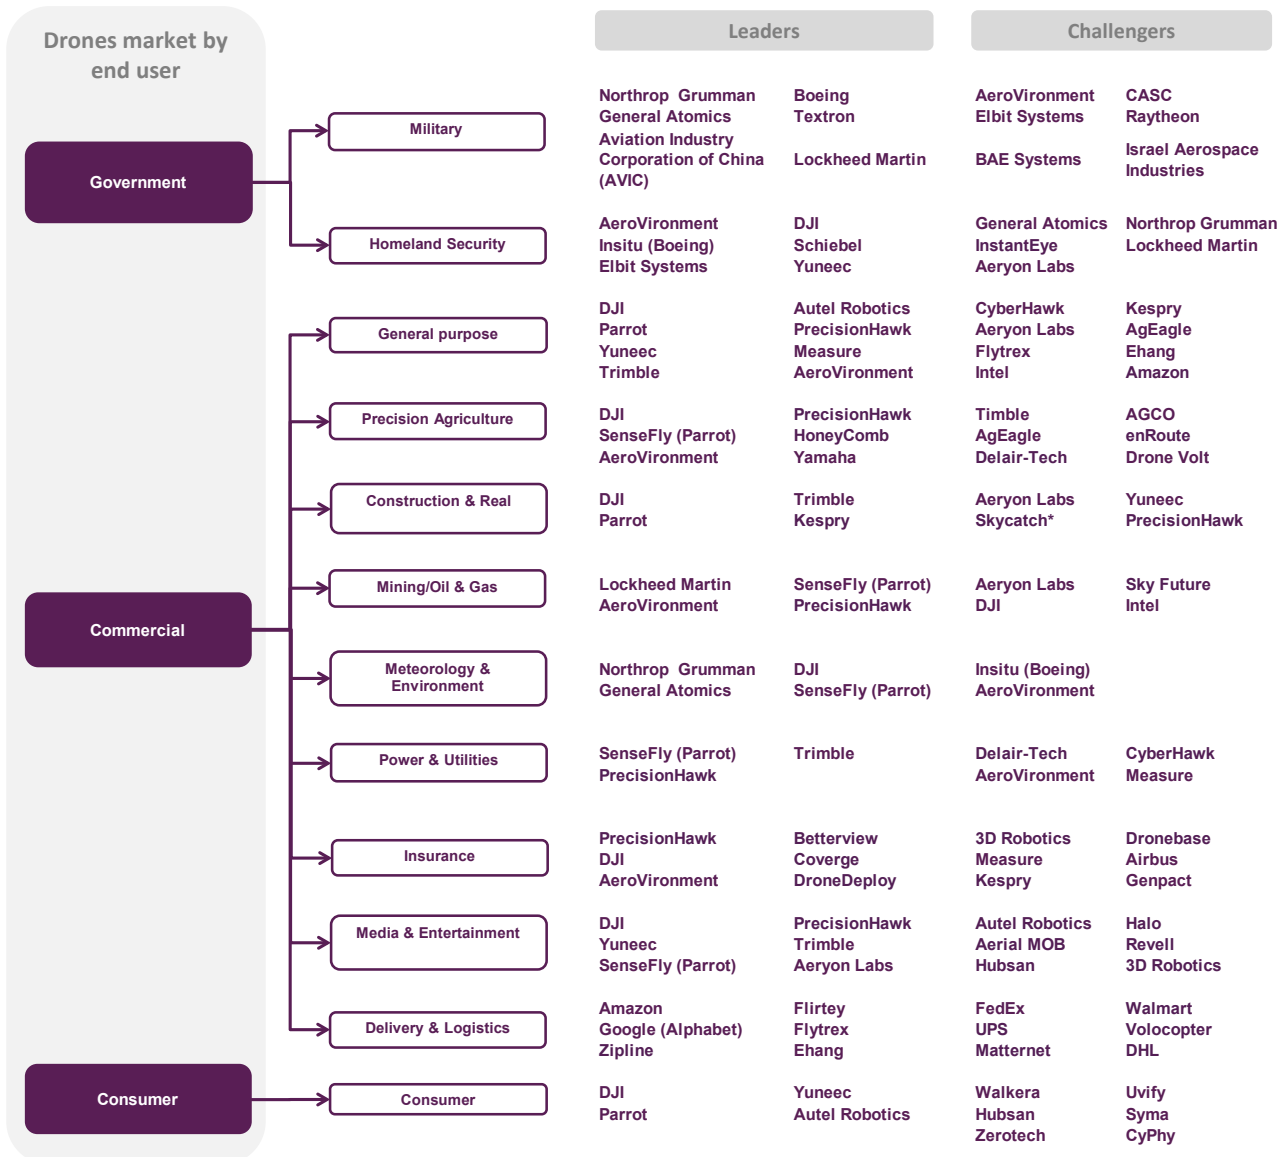 Drones market by
end user
Leaders
Challengers
Government
Military
Northrop Grumman
Boeing
AeroVironment
CASC
General Atomics
Textron
Elbit Systems
Raytheon
Aviation Industry
Corporation of China
(AVIC)
Lockheed Martin
BAE Systems
Israel Aerospace
Industries
Homeland Security
AeroVironment
DJI
General Atomics
Northrop Grumman
Insitu (Boeing)
Schiebel
InstantEye
Lockheed Martin
Elbit Systems
Yuneec
Aeryon Labs
Commercial
General purpose
DJI
Autel Robotics
CyberHawk
Kespry
Parrot
PrecisionHawk
Aeryon Labs
AgEagle
Yuneec
Measure
Flytrex
Ehang
Trimble
AeroVironment
Intel
Amazon
Precision Agriculture
DJI
PrecisionHawk
Timble
AGCO
SenseFly (Parrot)
HoneyComb
AgEagle
enRoute
AeroVironment
Yamaha
Delair-Tech
Drone Volt
Construction & Real
DJI
Trimble
Aeryon Labs
Yuneec
Parrot
Kespry
Skycatch*
PrecisionHawk
Mining/Oil & Gas
Lockheed Martin
SenseFly (Parrot)
Aeryon Labs
Sky Future
AeroVironment
PrecisionHawk
DJI
Intel
Meteorology &
Environment
Northrop Grumman
DJI
Insitu (Boeing)
General Atomics
SenseFly (Parrot)
AeroVironment
Power & Utilities
SenseFly (Parrot)
Trimble
Delair-Tech
CyberHawk
PrecisionHawk
AeroVironment
Measure
Insurance
PrecisionHawk
Betterview
3D Robotics
Dronebase
DJI
Coverge
Measure
Airbus
AeroVironment
DroneDeploy
Kespry
Genpact
Media & Entertainment
DJI
PrecisionHawk
Autel Robotics
Halo
Yuneec
Trimble
Aerial MOB
Revell
SenseFly (Parrot)
Aeryon Labs
Hubsan
3D Robotics
Delivery & Logistics
Amazon
Flirtey
FedEx
Walmart
Google (Alphabet)
Flytrex
UPS
Volocopter
Zipline
Ehang
Matternet
DHL
Consumer
Consumer
DJI
Yuneec
Walkera
Uvify
Parrot
Autel Robotics
Hubsan
Syma
Zerotech
CyPhy